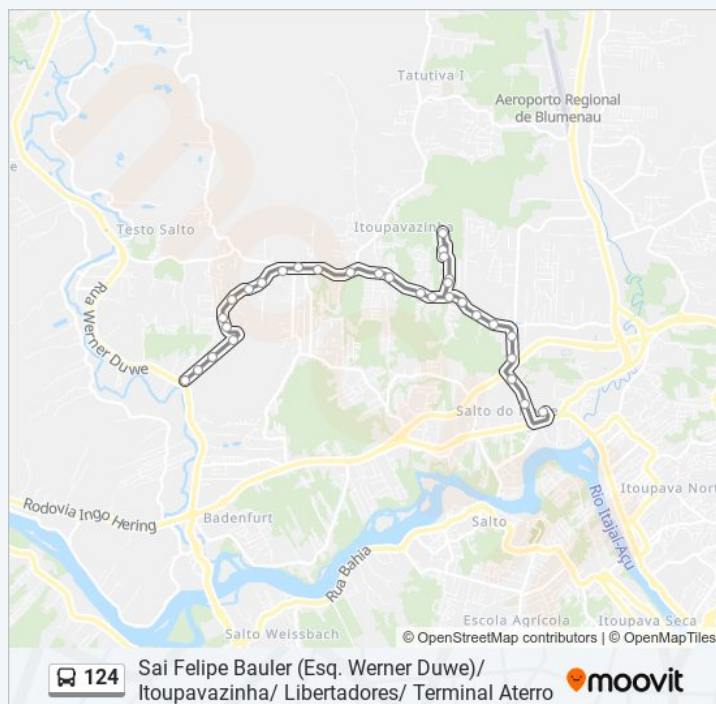 Tatutiva I
Aeroporto Regional
de Blumenau
Itoupavazinha
Testo Salto
Rua Werner Duwe
Salto do
Rodovia Ingo Hering
Badenfurt
Salto
Rio Itajaí-Açu
Itoupava Nor
Rua Bahia
Escola Agrícola
Itoupava Seca
Salto Weissbach
© OpenStreetMap contributors | © OpenMapTiles
124
Sai Felipe Bauler (Esq. Werner Duwe)/
Itoupavazinha/ Libertadores/ Terminal Aterro
moovit